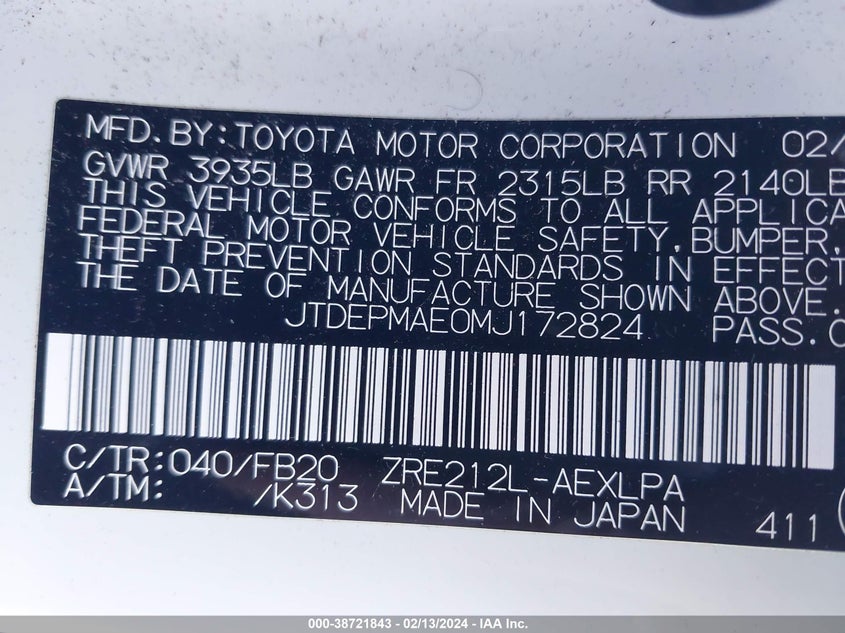 MFD. BY: TOYOTA MOTOR CORPORATION 02/
GVWR 3935LB GAWR FR 2315LB RR 2140LB
THIS VEHICLE CONFORMS TO ALL APPLICA
FEDERAL MOTOR VEHICLE SAFETY, BUMPER,
THEFT PREVENTION STANDARDS IN EFFECT
THE DATE OF MANUFACTURE SHOWN ABOVE.
JTDEPMAE0MJ172824 PASS. C
C/TR: 040/FB20 ZRE212L-AEXLPA
A/TM: /K313 MADE IN JAPAN 411
000-38721843 - 02/13/2024 - IAA Inc.